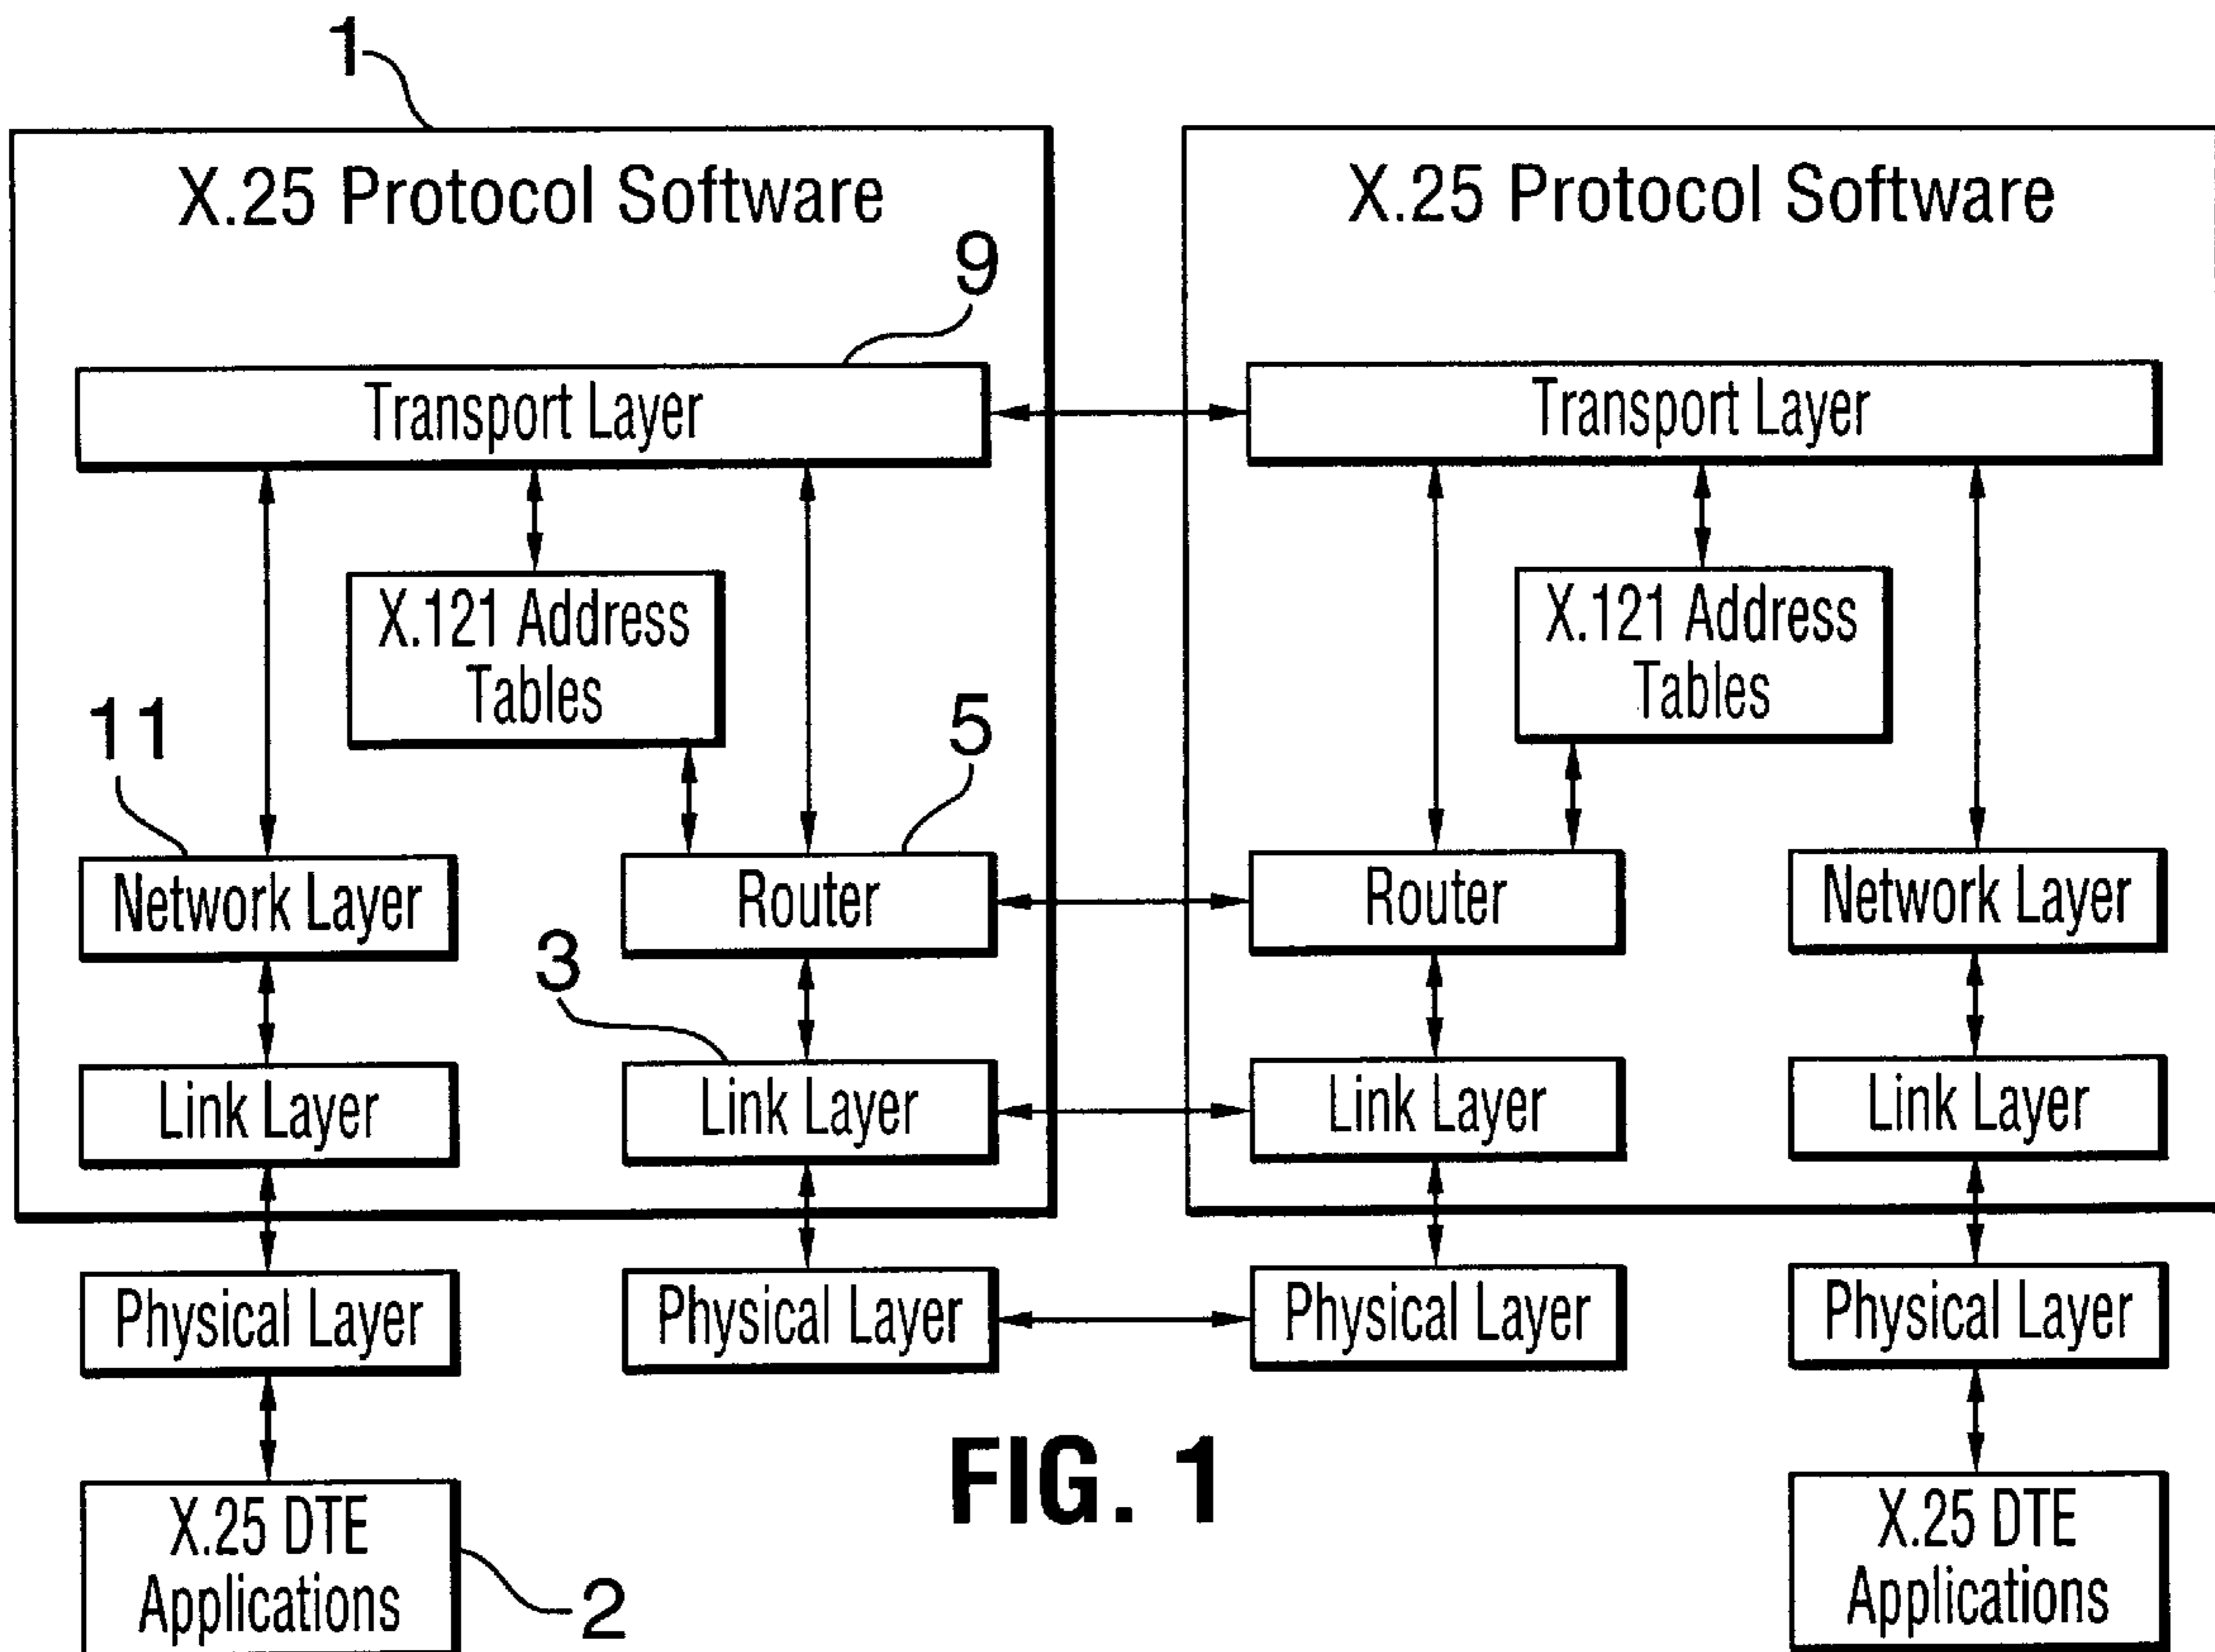 1
X.25 Protocol Software
X.25 Protocol Software
9
Transport Layer
Transport Layer
X.121 Address
Tables
X.121 Address
Tables
11
5
Network Layer
Router
Router
Network Layer
3
Link Layer
Link Layer
Link Layer
Link Layer
Physical Layer
Physical Layer
Physical Layer
Physical Layer
FIG. 1
X.25 DTE
Applications
2
X.25 DTE
Applications